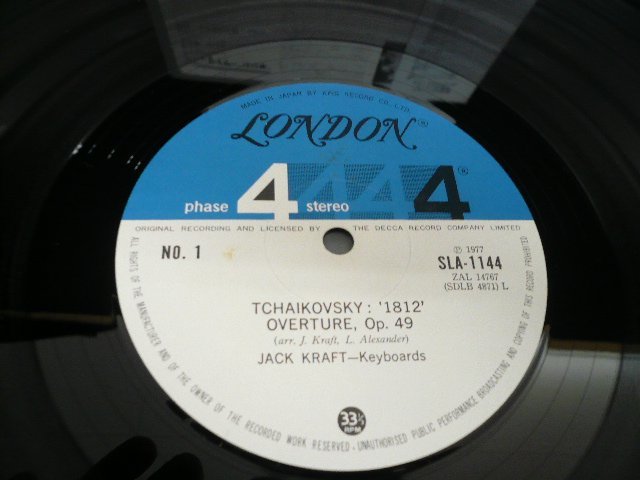 MADE IN JAPAN BY KING RECORD CO., LTD.
LONDON®
phase 4 stereo 4 4 4®
ORIGINAL RECORDING AND LICENSED BY THE DECCA RECORD COMPANY LIMITED
NO. 1
℗ 1977
SLA-1144
ZAL 14767
(SDLB 4871) L
TCHAIKOVSKY: '1812'
OVERTURE, Op. 49
(arr. J. Kraft, L. Alexander)
JACK KRAFT—Keyboards
33⅓
RPM
ALL RIGHTS OF THE MANUFACTURER AND OF THE OWNER OF THE RECORDED WORK RESERVED · UNAUTHORISED PUBLIC PERFORMANCE BROADCASTING AND COPYING OF THIS RECORD PROHIBITED